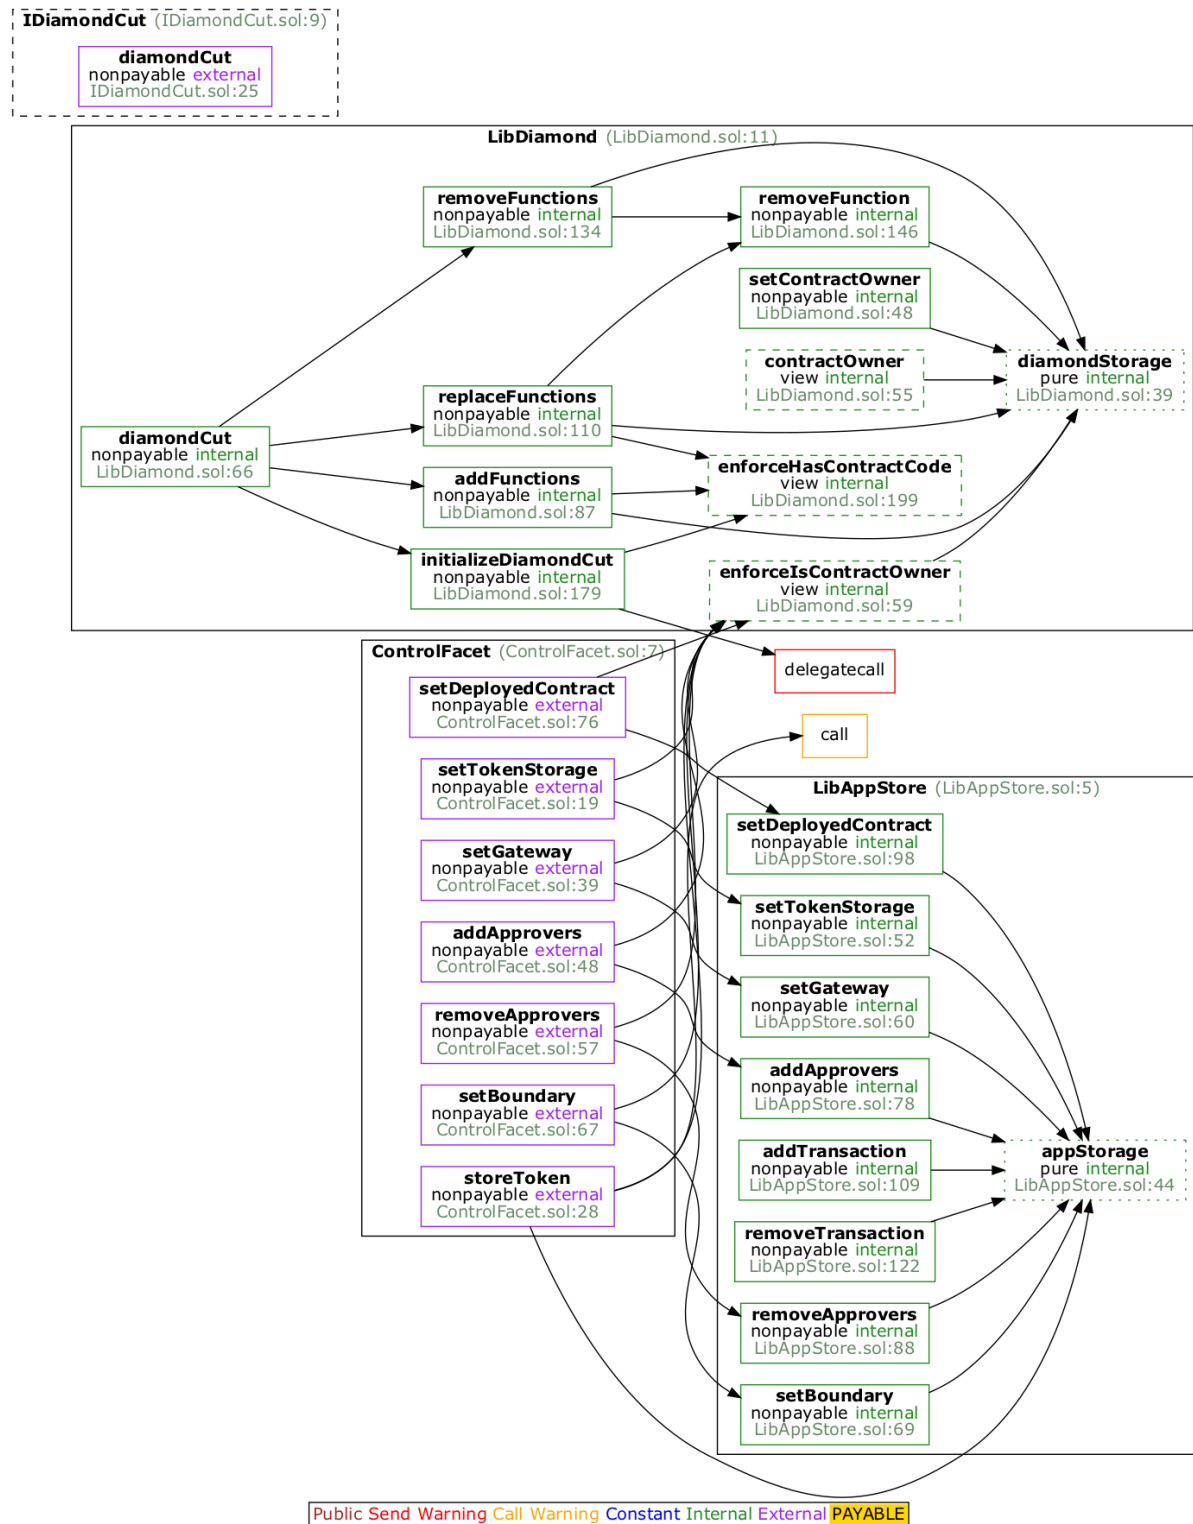 IDiamondCut (IDiamondCut.sol:9)
diamondCut
nonpayable external
IDiamondCut.sol:25
LibDiamond (LibDiamond.sol:11)
removeFunctions
nonpayable internal
LibDiamond.sol:134
removeFunction
nonpayable internal
LibDiamond.sol:146
setContractOwner
nonpayable internal
LibDiamond.sol:48
contractOwner
view internal
LibDiamond.sol:55
diamondStorage
pure internal
LibDiamond.sol:39
replaceFunctions
nonpayable internal
LibDiamond.sol:110
diamondCut
nonpayable internal
LibDiamond.sol:66
enforceHasContractCode
view internal
LibDiamond.sol:199
addFunctions
nonpayable internal
LibDiamond.sol:87
initializeDiamondCut
nonpayable internal
LibDiamond.sol:179
enforceIsContractOwner
view internal
LibDiamond.sol:59
ControlFacet (ControlFacet.sol:7)
setDeployedContract
nonpayable external
ControlFacet.sol:76
setTokenStorage
nonpayable external
ControlFacet.sol:19
setGateway
nonpayable external
ControlFacet.sol:39
addApprovers
nonpayable external
ControlFacet.sol:48
removeApprovers
nonpayable external
ControlFacet.sol:57
setBoundary
nonpayable external
ControlFacet.sol:67
storeToken
nonpayable external
ControlFacet.sol:28
delegatecall
call
LibAppStore (LibAppStore.sol:5)
setDeployedContract
nonpayable internal
LibAppStore.sol:98
setTokenStorage
nonpayable internal
LibAppStore.sol:52
setGateway
nonpayable internal
LibAppStore.sol:60
addApprovers
nonpayable internal
LibAppStore.sol:78
addTransaction
nonpayable internal
LibAppStore.sol:109
appStorage
pure internal
LibAppStore.sol:44
removeTransaction
nonpayable internal
LibAppStore.sol:122
removeApprovers
nonpayable internal
LibAppStore.sol:88
setBoundary
nonpayable internal
LibAppStore.sol:69
Public Send Warning Call Warning Constant Internal External PAYABLE